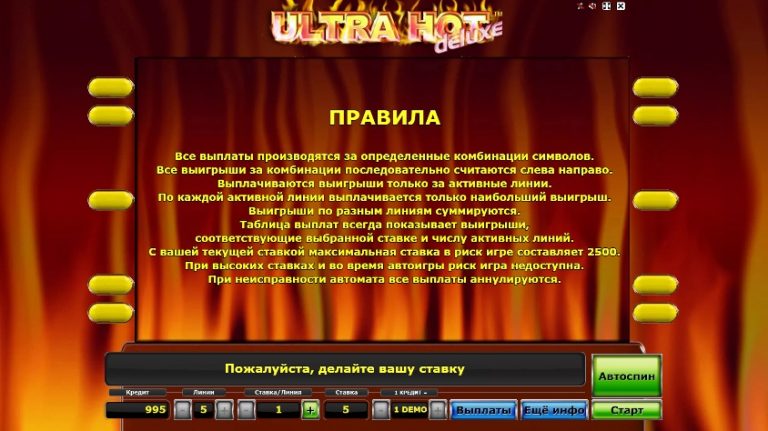 ULTRA HOT™
deluxe
ПРАВИЛА
Все выплаты производятся за определенные комбинации символов.
Все выигрыши за комбинации последовательно считаются слева направо.
Выплачиваются выигрыши только за активные линии.
По каждой активной линии выплачивается только наибольший выигрыш.
Выигрыши по разным линиям суммируются.
Таблица выплат всегда показывает выигрыши,
соответствующие выбранной ставке и числу активных линий.
С вашей текущей ставкой максимальная ставка в риск игре составляет 2500.
При высоких ставках и во время автоигры риск игра недоступна.
При неисправности автомата все выплаты аннулируются.
Пожалуйста, делайте вашу ставку
Автоспин
Кредит Линии Ставка/Линия Ставка 1 КРЕДИТ =
995 - 5 + - 1 + 5 - 1 DEMO + Выплаты Ещё инфо Старт